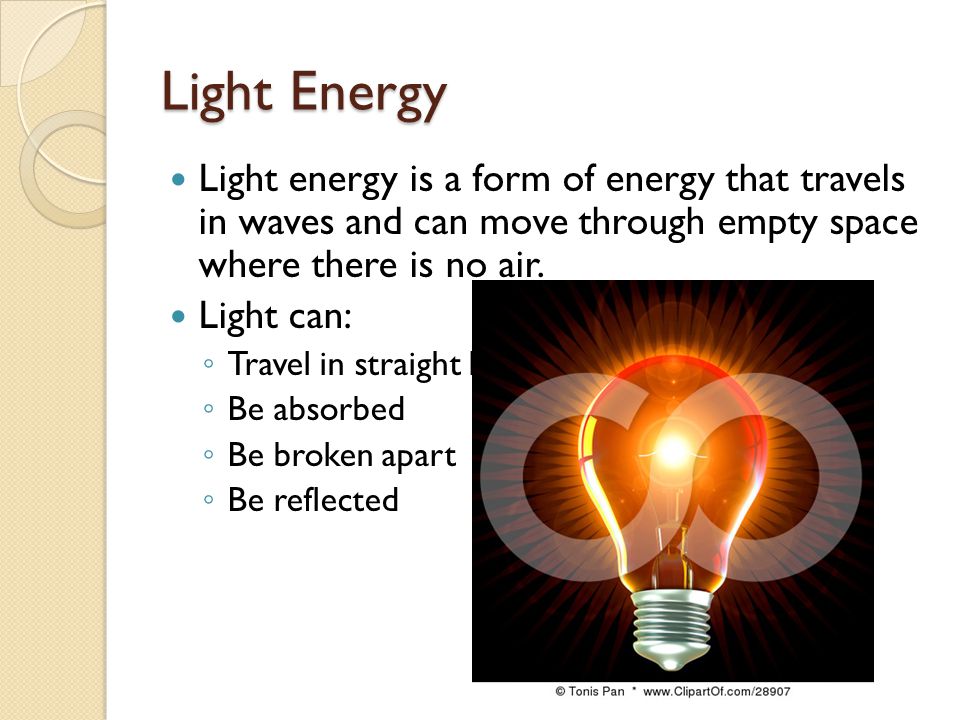 Light Energy
Light energy is a form of energy that travels
in waves and can move through empty space
where there is no air.
Light can:
Travel in straight
Be absorbed
Be broken apart
Be reflected
© Tonis Pan * www.ClipartOf.com/28907